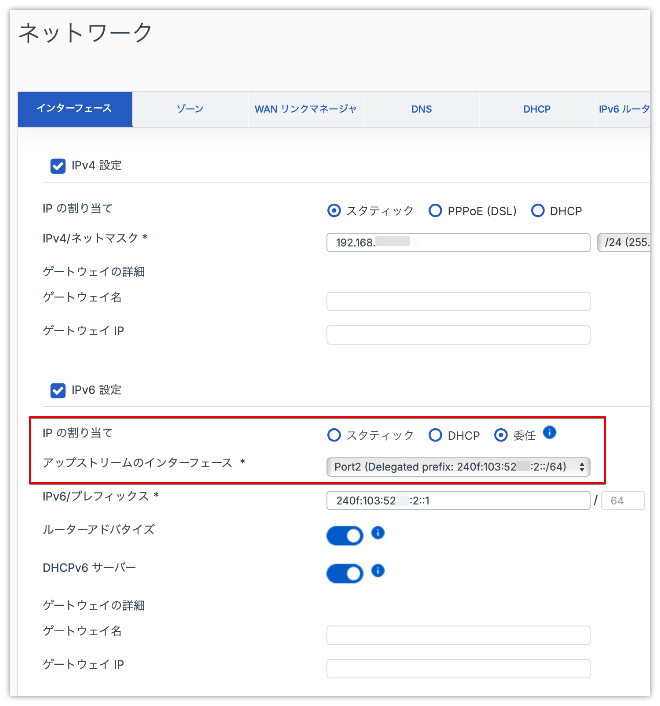 ネットワーク
インターフェース ゾーン WAN リンクマネージャ DNS DHCP IPv6 ルータ
IPv4 設定
IP の割り当て スタティック PPPoE (DSL) DHCP
IPv4/ネットマスク * 192.168. /24 (255.
ゲートウェイの詳細
ゲートウェイ名
ゲートウェイ IP
IPv6 設定
IP の割り当て スタティック DHCP 委任
アップストリームのインターフェース * Port2 (Delegated prefix: 240f:103:52 :2::/64)
IPv6/プレフィックス * 240f:103:52 :2::1 / 64
ルーターアドバタイズ
DHCPv6 サーバー
ゲートウェイの詳細
ゲートウェイ名
ゲートウェイ IP